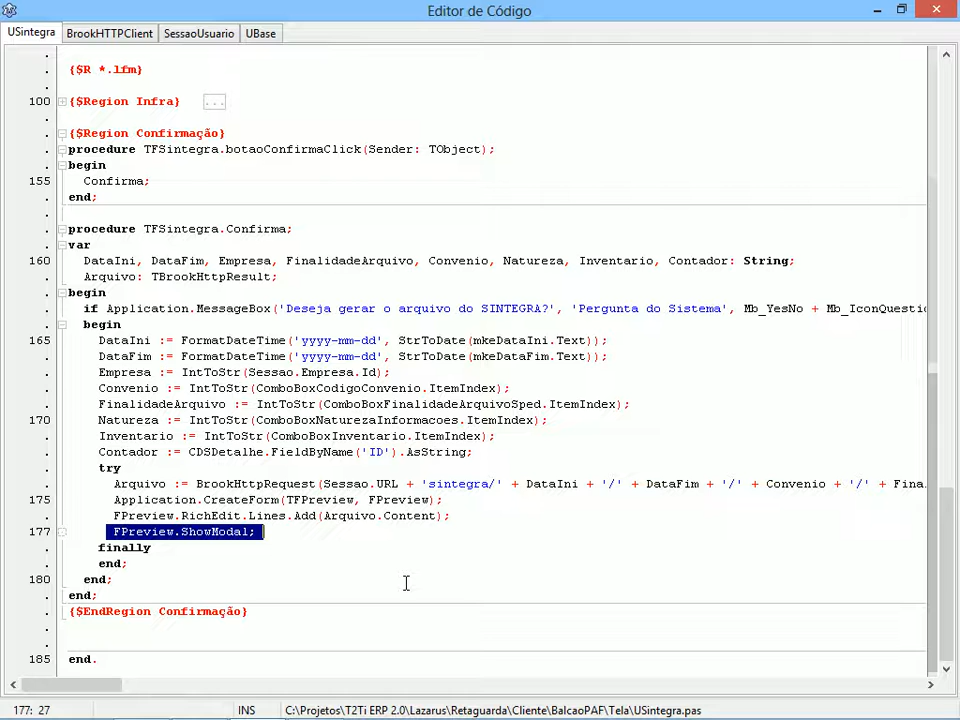 Editor de Código
USintegra BrookHTTPClient SessaoUsuario UBase
{$R *.lfm}
100 {$Region Infra} ...
{$Region Confirmação}
procedure TFSintegra.botaoConfirmaClick(Sender: TObject);
begin
155 Confirma;
end;
procedure TFSintegra.Confirma;
var
160 DataIni, DataFim, Empresa, FinalidadeArquivo, Convenio, Natureza, Inventario, Contador: String;
Arquivo: TBrookHttpResult;
begin
if Application.MessageBox('Deseja gerar o arquivo do SINTEGRA?', 'Pergunta do Sistema', Mb_YesNo + Mb_IconQuestio
begin
165 DataIni := FormatDateTime('yyyy-mm-dd', StrToDate(mkeDataIni.Text));
DataFim := FormatDateTime('yyyy-mm-dd', StrToDate(mkeDataFim.Text));
Empresa := IntToStr(Sessao.Empresa.Id);
Convenio := IntToStr(ComboBoxCodigoConvenio.ItemIndex);
FinalidadeArquivo := IntToStr(ComboBoxFinalidadeArquivoSped.ItemIndex);
170 Natureza := IntToStr(ComboBoxNaturezaInformacoes.ItemIndex);
Inventario := IntToStr(ComboBoxInventario.ItemIndex);
Contador := CDSDetalhe.FieldByName('ID').AsString;
try
Arquivo := BrookHttpRequest(Sessao.URL + 'sintegra/' + DataIni + '/' + DataFim + '/' + Convenio + '/' + Fina
175 Application.CreateForm(TFPreview, FPreview);
FPreview.RichEdit.Lines.Add(Arquivo.Content);
177 FPreview.ShowModal;
finally
end;
180 end;
end;
{$EndRegion Confirmação}
185 end.
177: 27 INS C:\Projetos\T2Ti ERP 2.0\Lazarus\Retaguarda\Cliente\BalcaoPAF\Tela\USintegra.pas